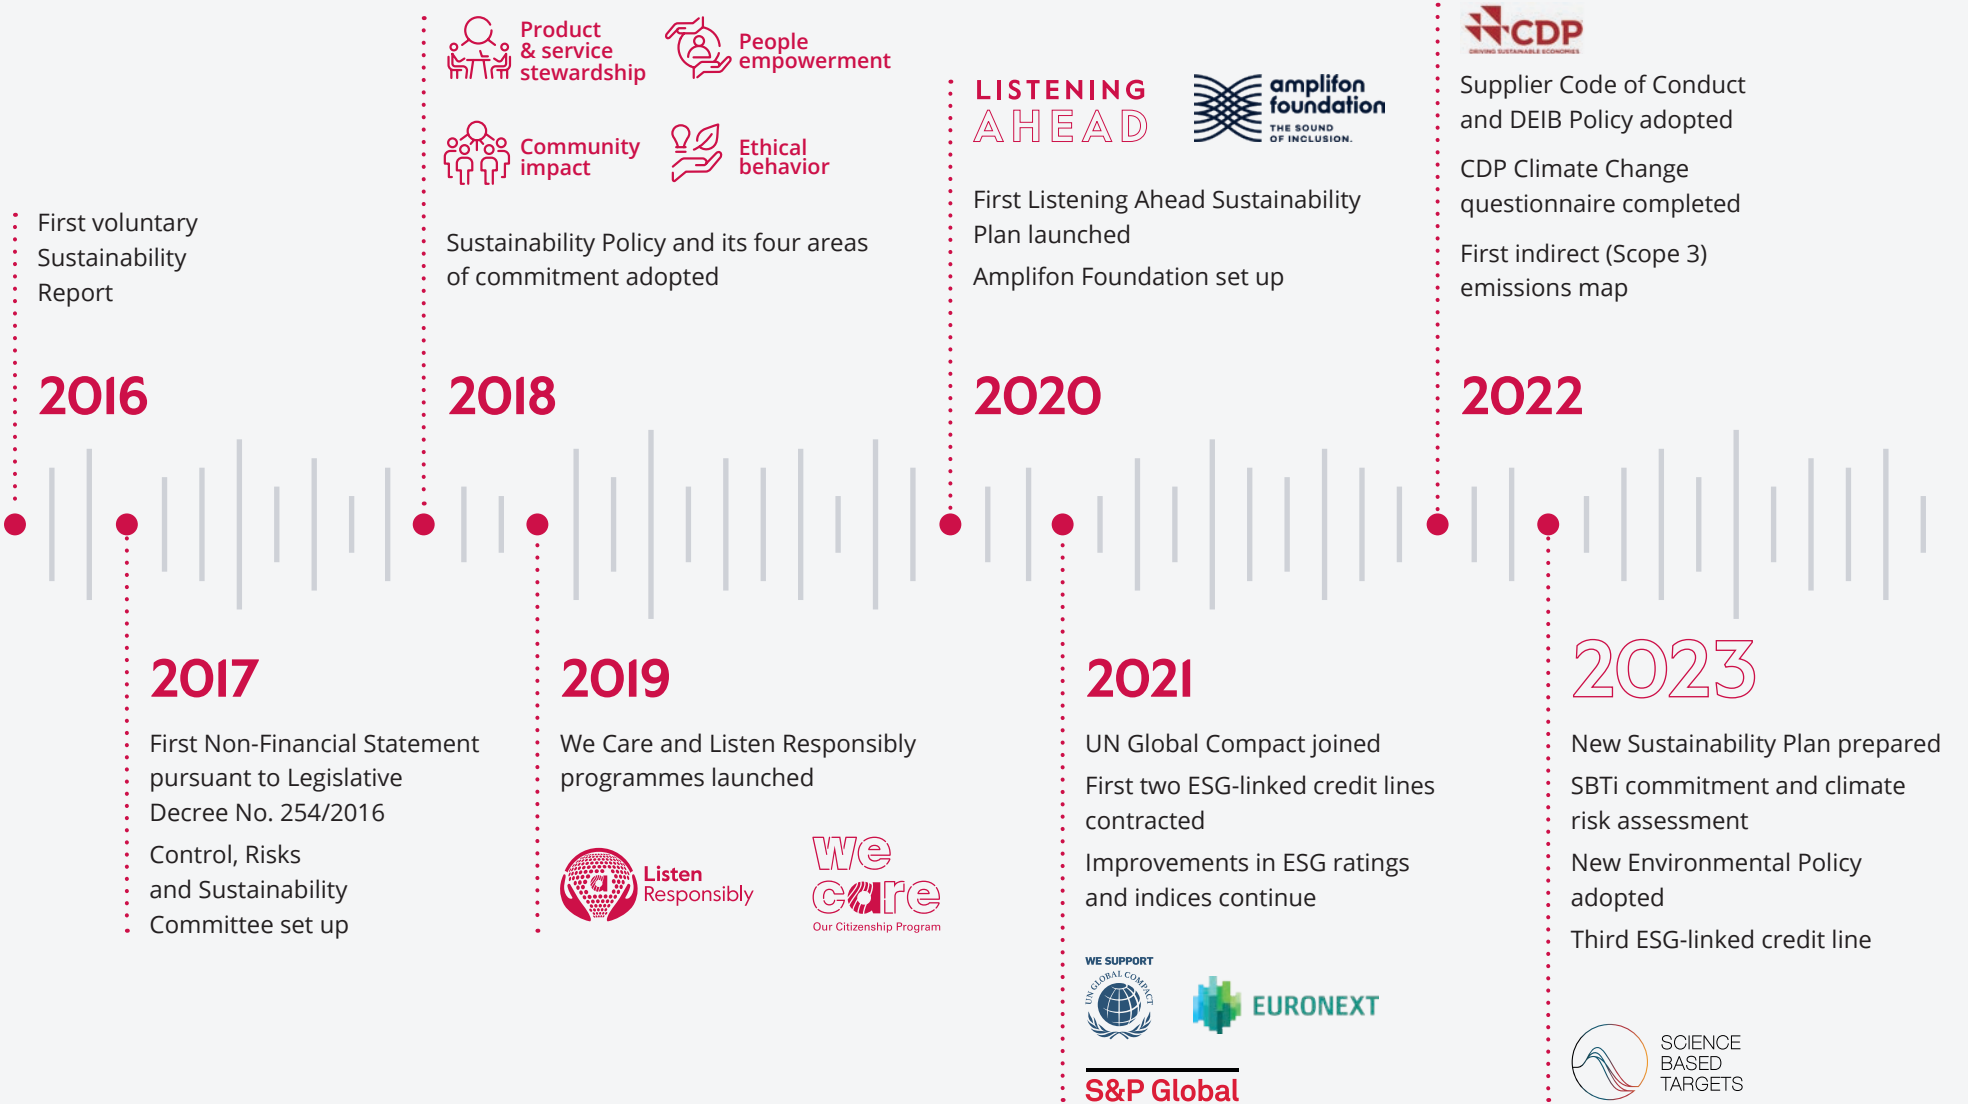 First voluntary
Sustainability
Report
2016
2017
First Non-Financial Statement
pursuant to Legislative
Decree No. 254/2016
Control, Risks
and Sustainability
Committee set up
Product
& service
stewardship
People
empowerment
Community
impact
Ethical
behavior
Sustainability Policy and its four areas
of commitment adopted
2018
2019
We Care and Listen Responsibly
programmes launched
Listen
Responsibly
we
care
Our Citizenship Program
LISTENING
AHEAD
amplifon
foundation
THE SOUND
OF INCLUSION.
First Listening Ahead Sustainability
Plan launched
Amplifon Foundation set up
2020
2021
UN Global Compact joined
First two ESG-linked credit lines
contracted
Improvements in ESG ratings
and indices continue
WE SUPPORT
UN GLOBAL COMPACT
EURONEXT
S&P Global
CDP
DRIVING SUSTAINABLE ECONOMIES
Supplier Code of Conduct
and DEIB Policy adopted
CDP Climate Change
questionnaire completed
First indirect (Scope 3)
emissions map
2022
2023
New Sustainability Plan prepared
SBTi commitment and climate
risk assessment
New Environmental Policy
adopted
Third ESG-linked credit line
SCIENCE
BASED
TARGETS